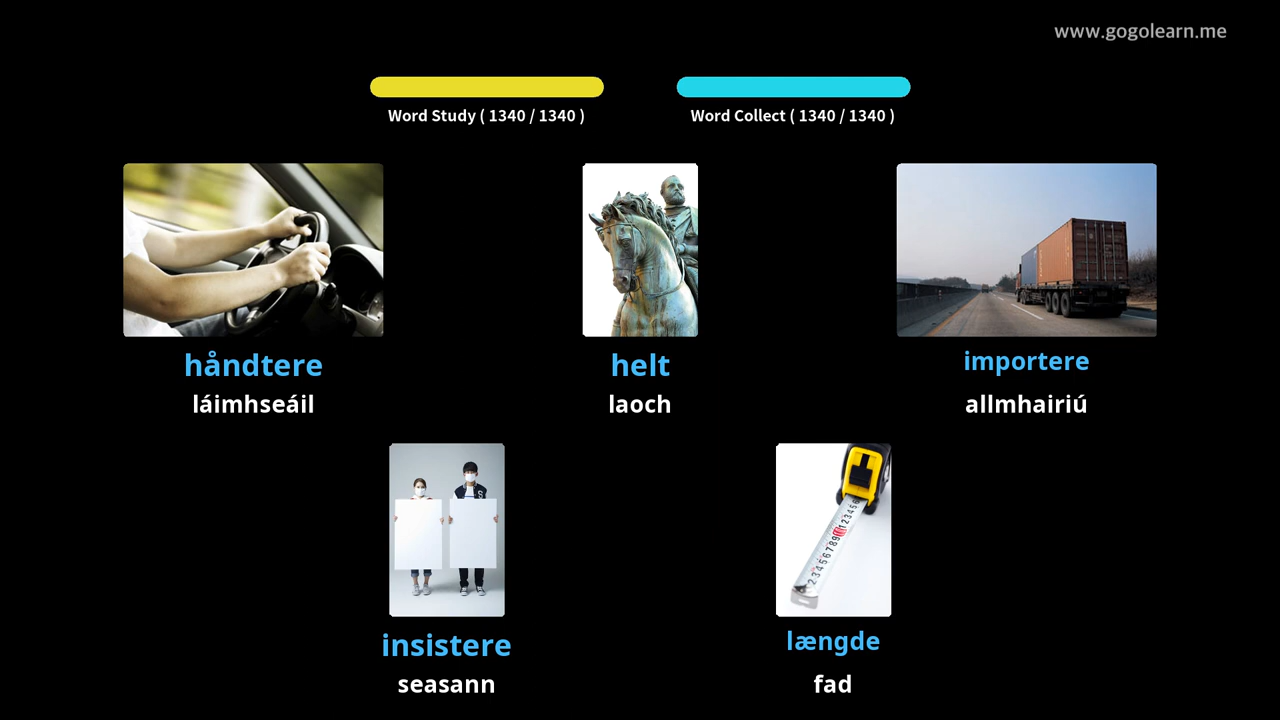 www.gogolearn.me
Word Study ( 1340 / 1340 )
Word Collect ( 1340 / 1340 )
håndtere
láimhseáil
helt
laoch
importere
allmhairiú
insistere
seasann
længde
fad